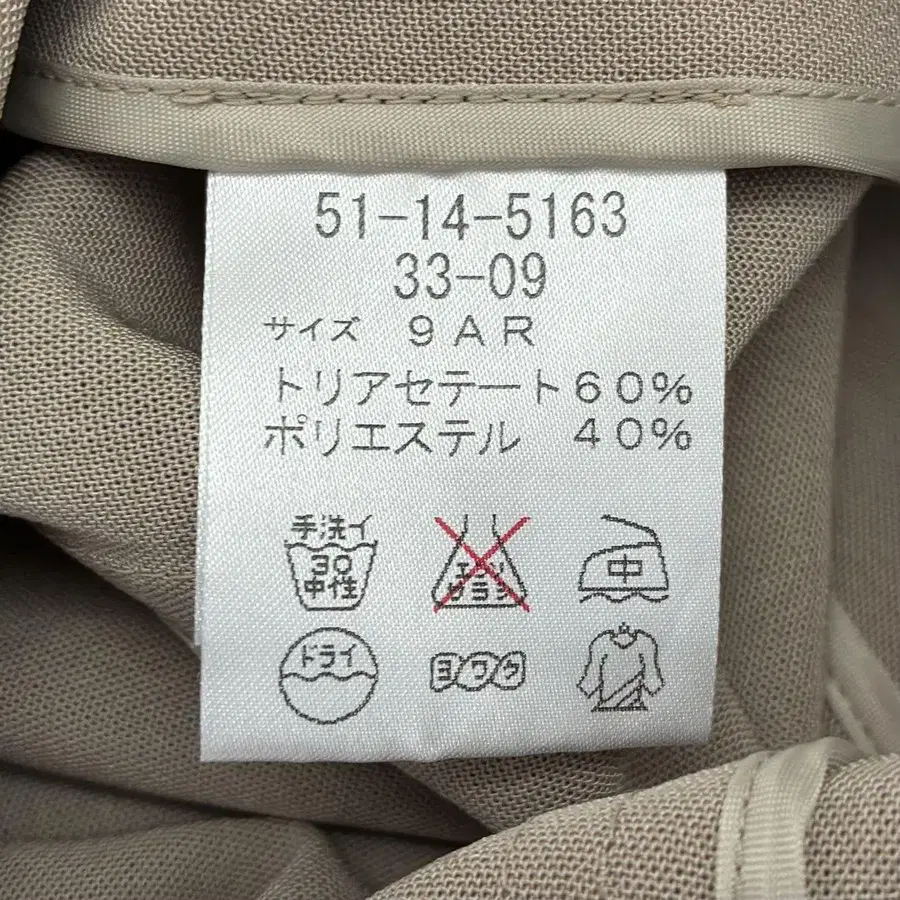 51-14-5163
33-09
サイズ 9AR
トリアセテート60%
ポリエステル 40%
手洗イ
30
中性
エンソ
サラシ
中
ドライ
ヨワク